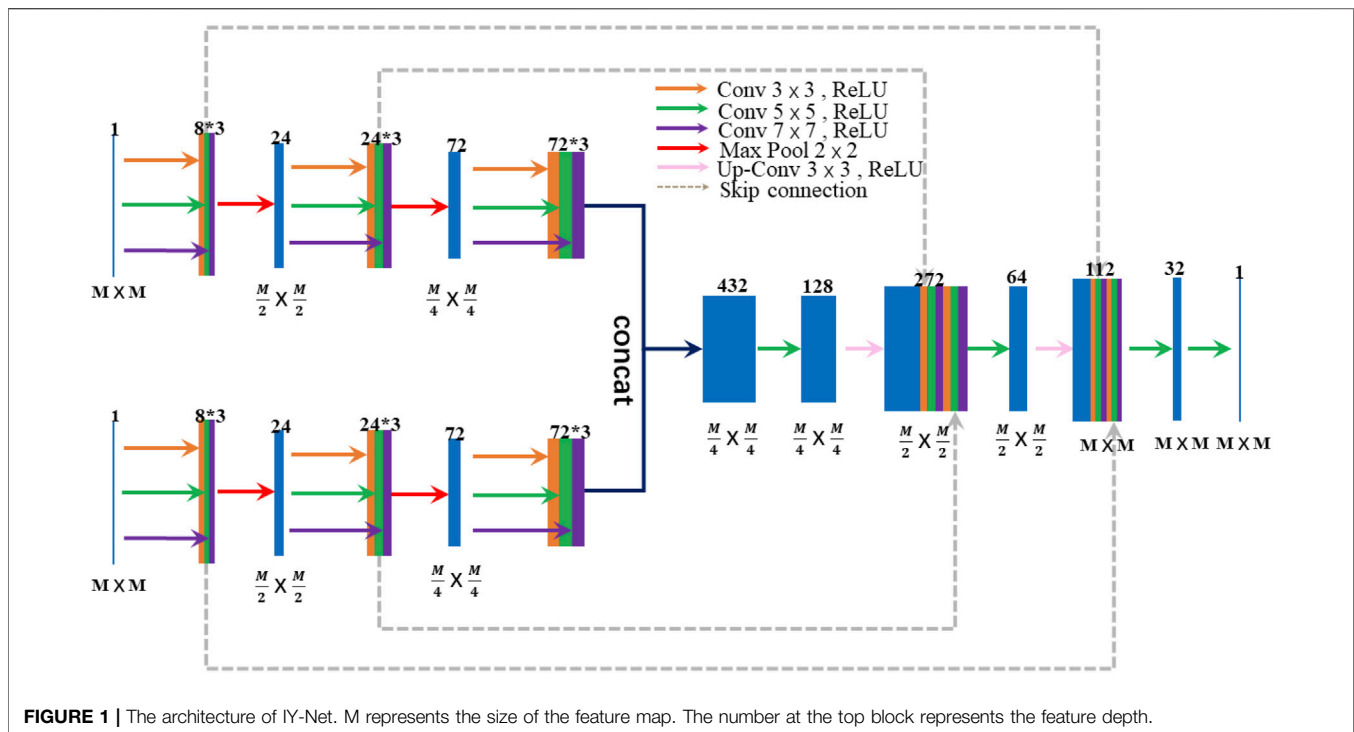 Conv 3 x 3 , ReLU
Conv 5 x 5 , ReLU
Conv 7 x 7 , ReLU
Max Pool 2 x 2
Up-Conv 3 x 3 , ReLU
Skip connection
1
8*3
24
24*3
72
72*3
M X M
M/2 X M/2
M/4 X M/4
concat
432
128
272
64
112
32
1
M/4 X M/4
M/4 X M/4
M/2 X M/2
M/2 X M/2
M X M
M X M
M X M
1
8*3
24
24*3
72
72*3
M X M
M/2 X M/2
M/4 X M/4
FIGURE 1 | The architecture of IY-Net. M represents the size of the feature map. The number at the top block represents the feature depth.